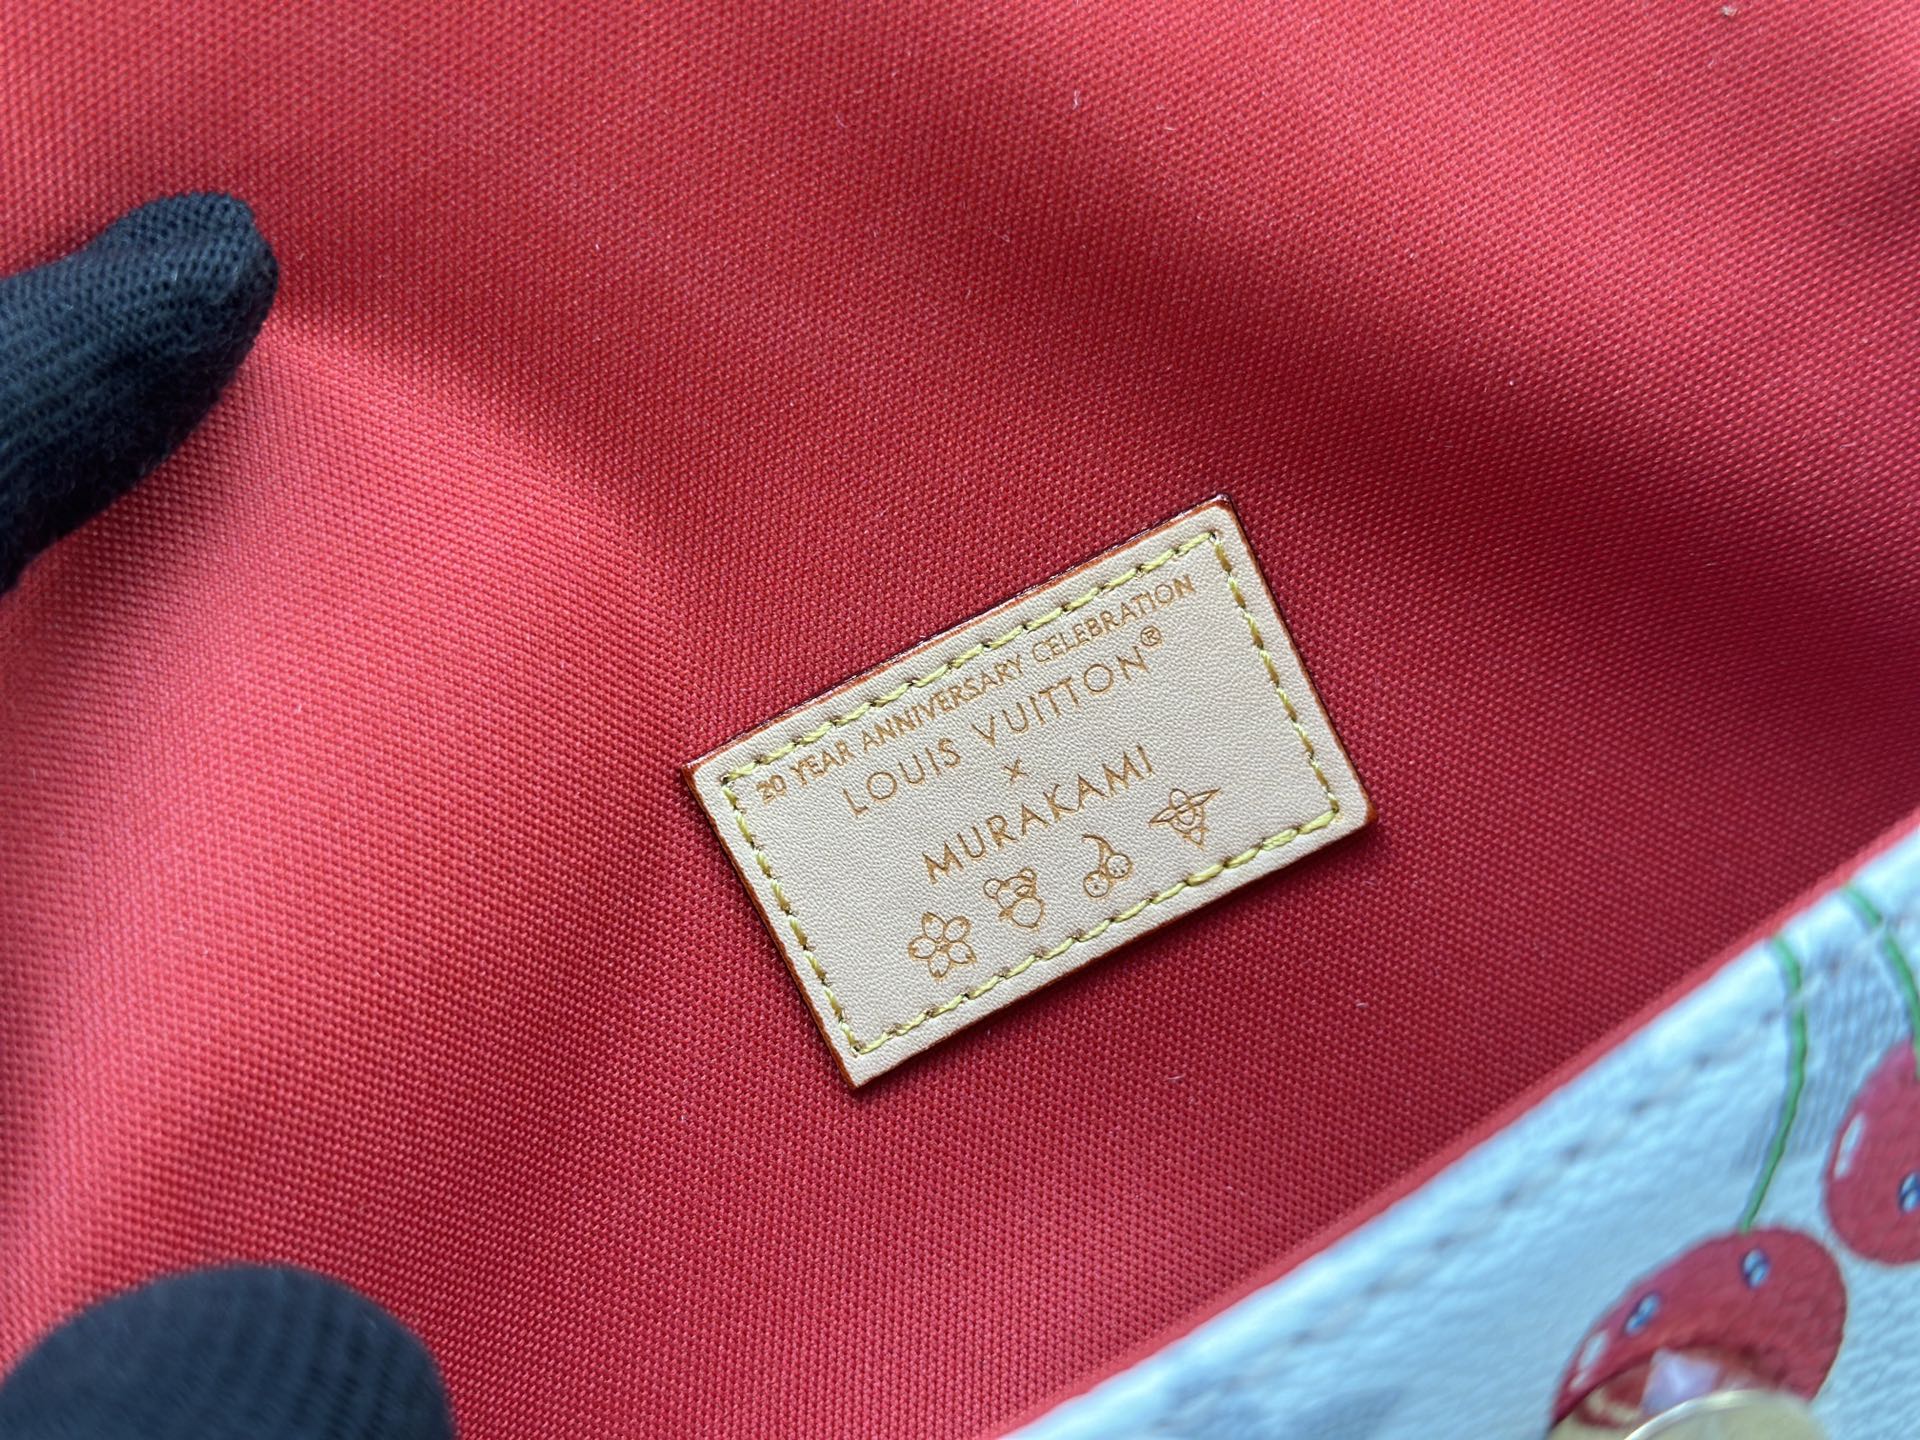 20 YEAR ANNIVERSARY CELEBRATION
LOUIS VUITTON®
×
MURAKAMI